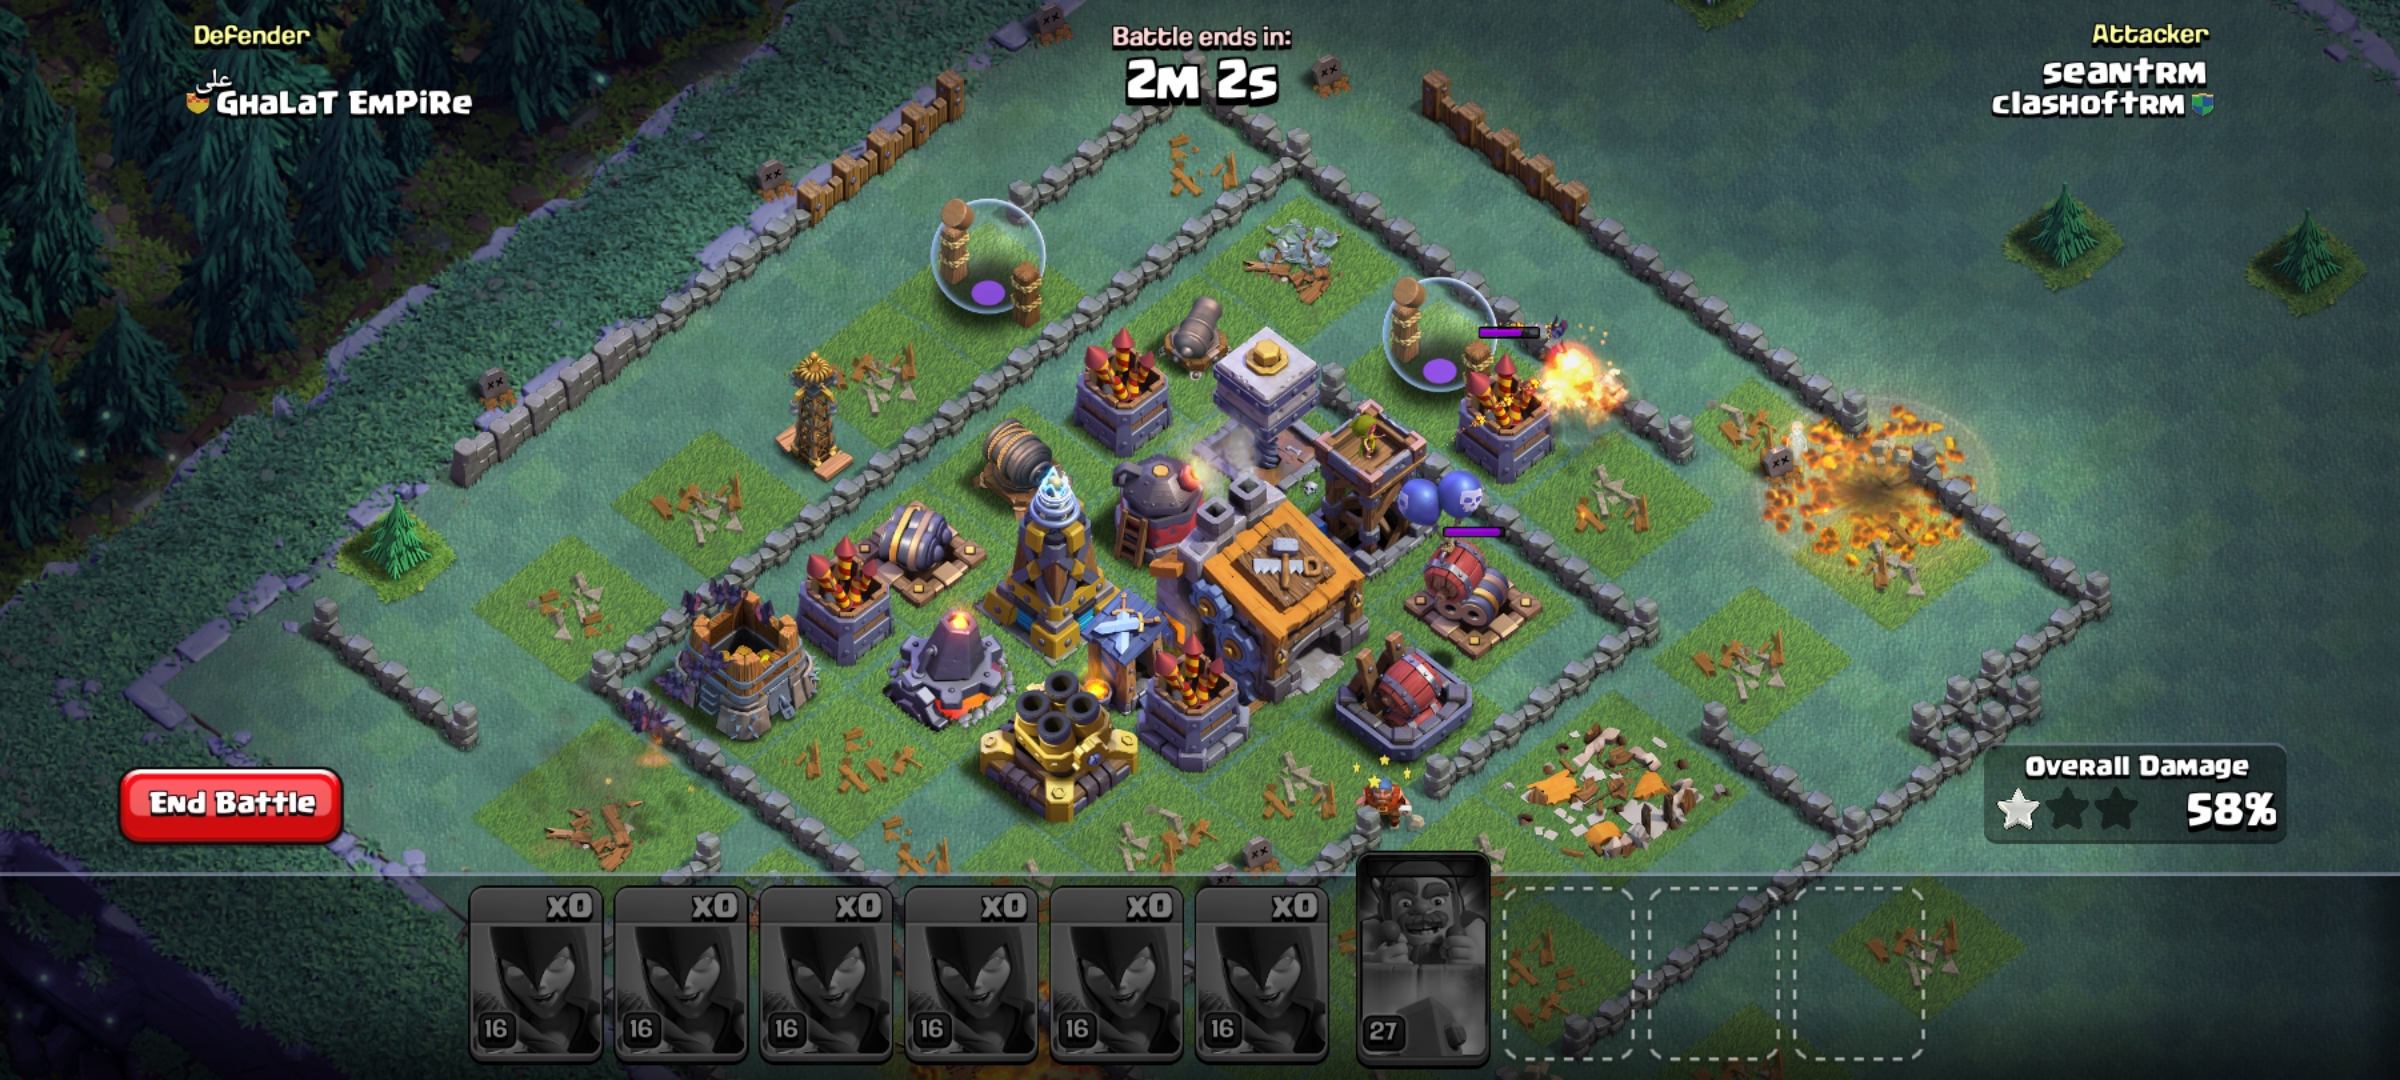 Defender
على
GHaLaT EmPiRe
Battle ends in:
2M 2s
Attacker
seantRM
clashoftRM
End Battle
Overall Damage
58%
x0 x0 x0 x0 x0 x0
16 16 16 16 16 16 27